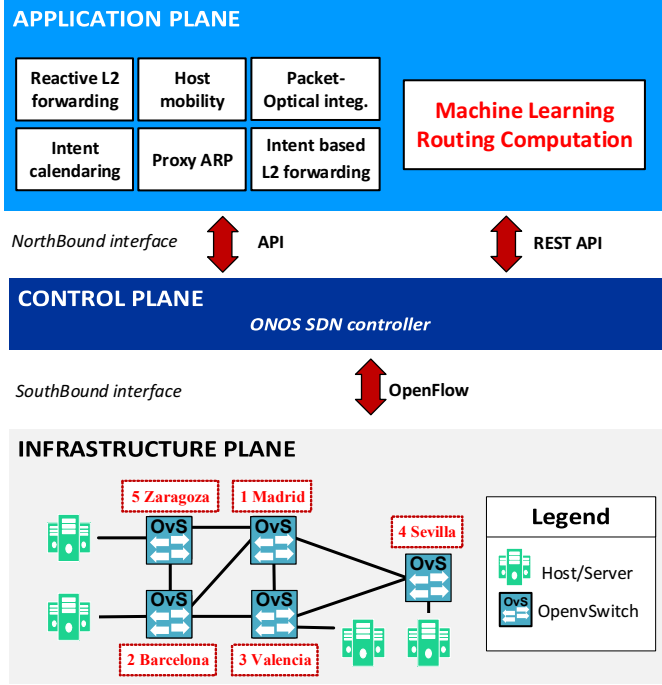 APPLICATION PLANE
Reactive L2
forwarding
Host
mobility
Packet-
Optical integ.
Intent
calendaring
Proxy ARP
Intent based
L2 forwarding
Machine Learning
Routing Computation
NorthBound interface
API
REST API
CONTROL PLANE
ONOS SDN controller
SouthBound interface
OpenFlow
INFRASTRUCTURE PLANE
5 Zaragoza
1 Madrid
4 Sevilla
OvS
OvS
OvS
OvS
OvS
2 Barcelona
3 Valencia
Legend
Host/Server
OvS
OpenvSwitch